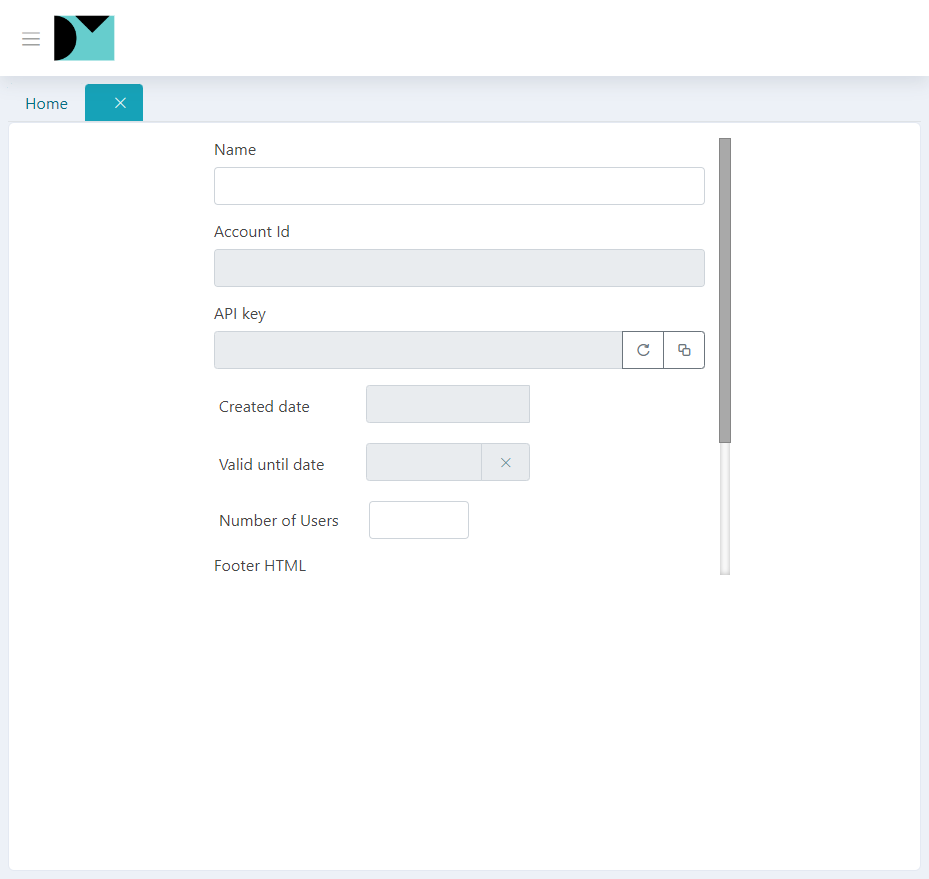 Home
Name
Account Id
API key
Created date
Valid until date
Number of Users
Footer HTML